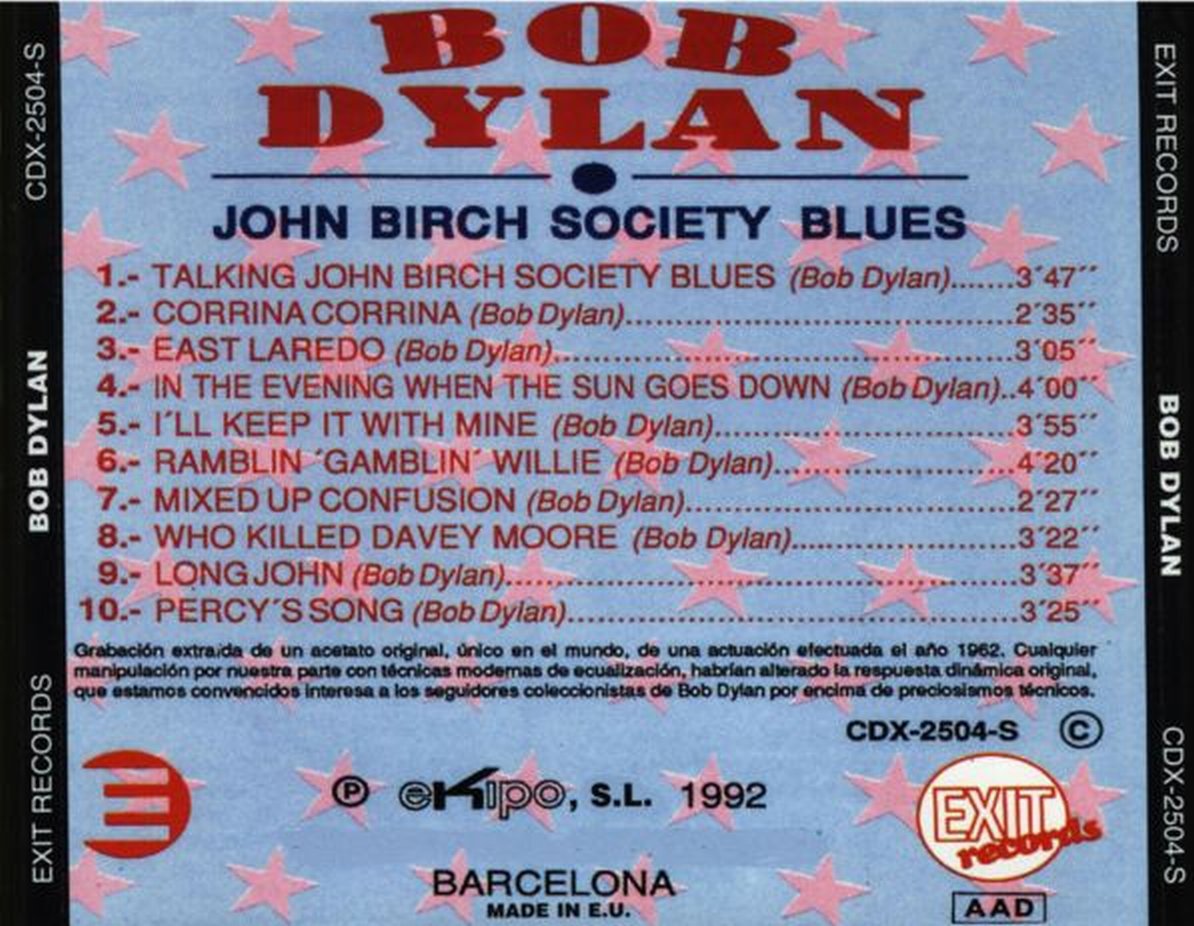 BOB
DYLAN
JOHN BIRCH SOCIETY BLUES
1.- TALKING JOHN BIRCH SOCIETY BLUES (Bob Dylan).......3´47´´
2.- CORRINA CORRINA (Bob Dylan)..............................................2´35´´
3.- EAST LAREDO (Bob Dylan)......................................................3´05´´
4.- IN THE EVENING WHEN THE SUN GOES DOWN (Bob Dylan)..4´00´´
5.- I´LL KEEP IT WITH MINE (Bob Dylan)....................................3´55´´
6.- RAMBLIN ´GAMBLIN´ WILLIE (Bob Dylan)............................4´20´´
7.- MIXED UP CONFUSION (Bob Dylan).......................................2´27´´
8.- WHO KILLED DAVEY MOORE (Bob Dylan)..........................3´22´´
9.- LONG JOHN (Bob Dylan)............................................................3´37´´
10.- PERCY´S SONG (Bob Dylan).....................................................3´25´´
Grabación extraída de un acetato original, único en el mundo, de una actuación efectuada el año 1962. Cualquier
manipulación por nuestra parte con técnicas modernas de ecualización, habrían alterado la respuesta dinámica original,
que estamos convencidos interesa a los seguidores coleccionistas de Bob Dylan por encima de preciosismos técnicos.
CDX-2504-S ©
℗ eKipo, S.L. 1992
EXIT
records
BARCELONA
MADE IN E.U.
AAD
CDX-2504-S
BOB DYLAN
EXIT RECORDS
EXIT RECORDS
BOB DYLAN
CDX-2504-S